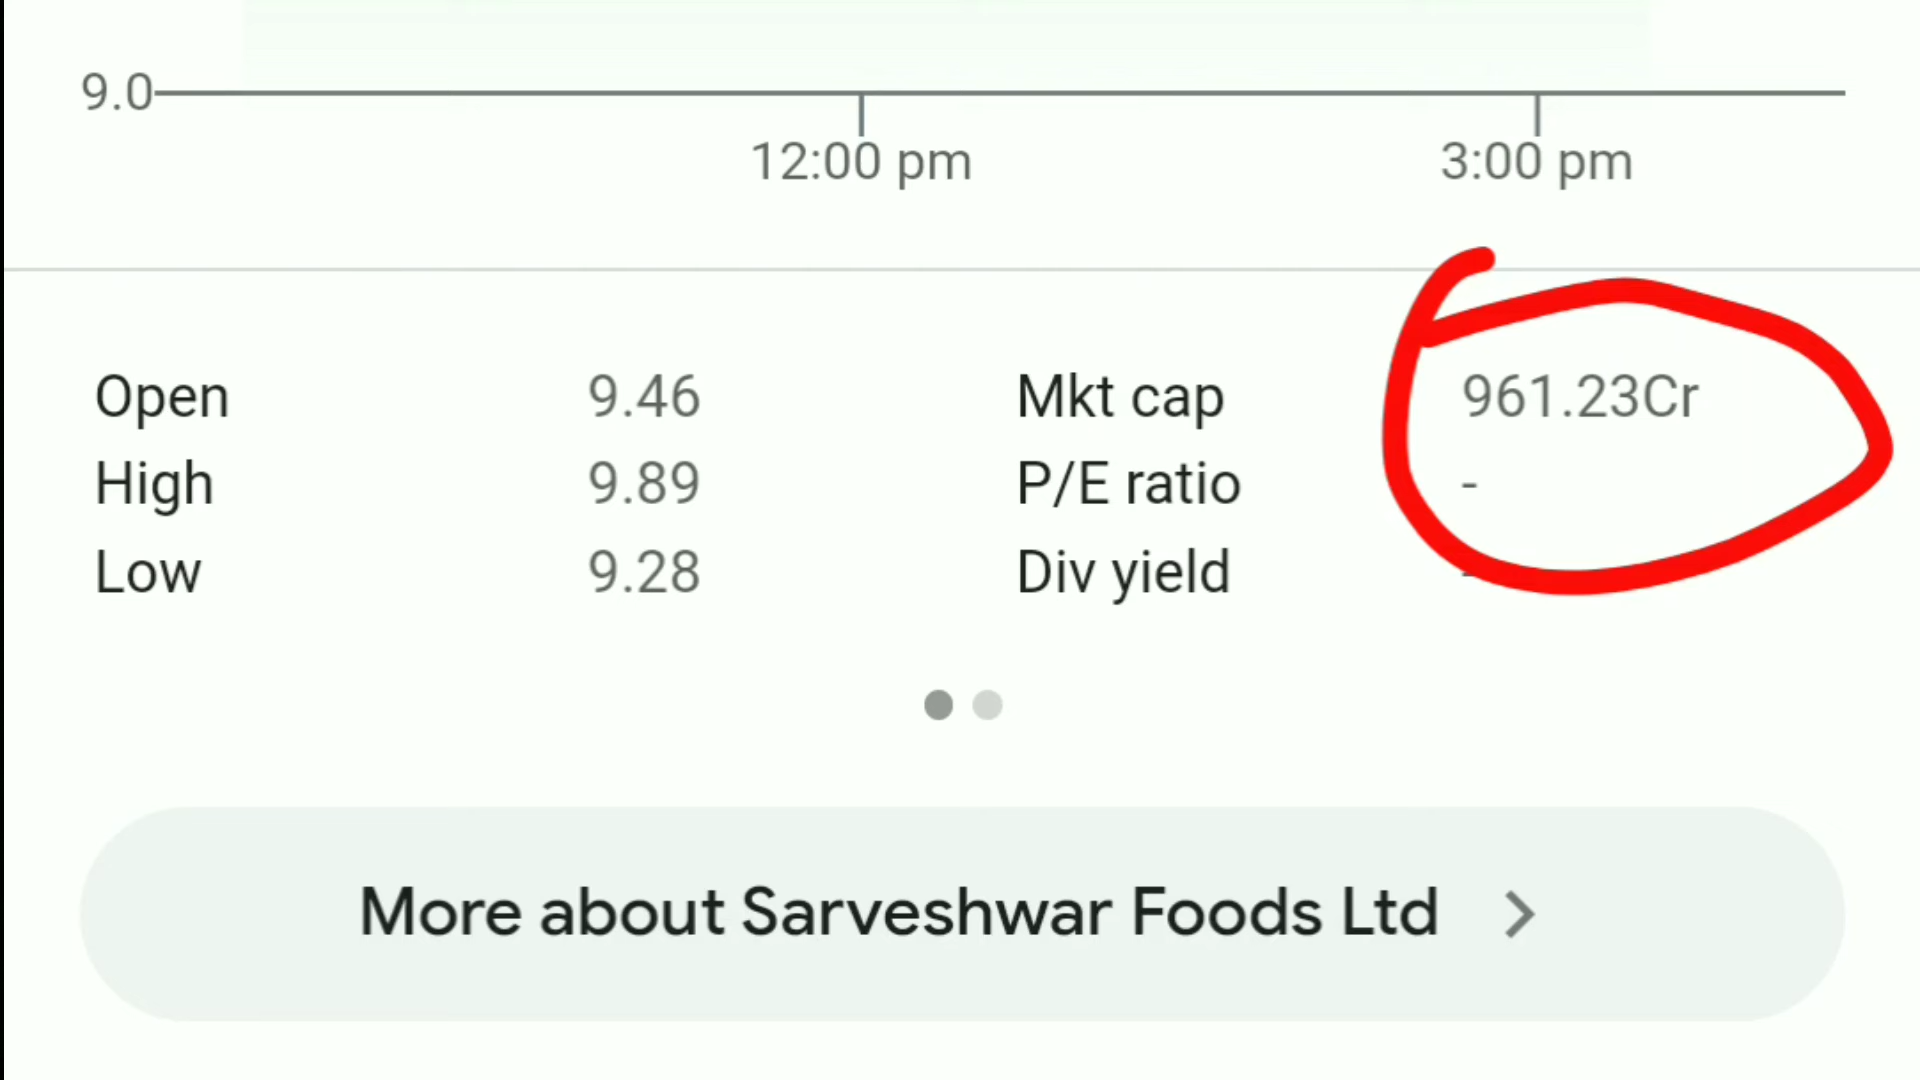 9.0
12:00 pm 3:00 pm
Open 9.46 Mkt cap 961.23Cr
High 9.89 P/E ratio -
Low 9.28 Div yield -
More about Sarveshwar Foods Ltd >